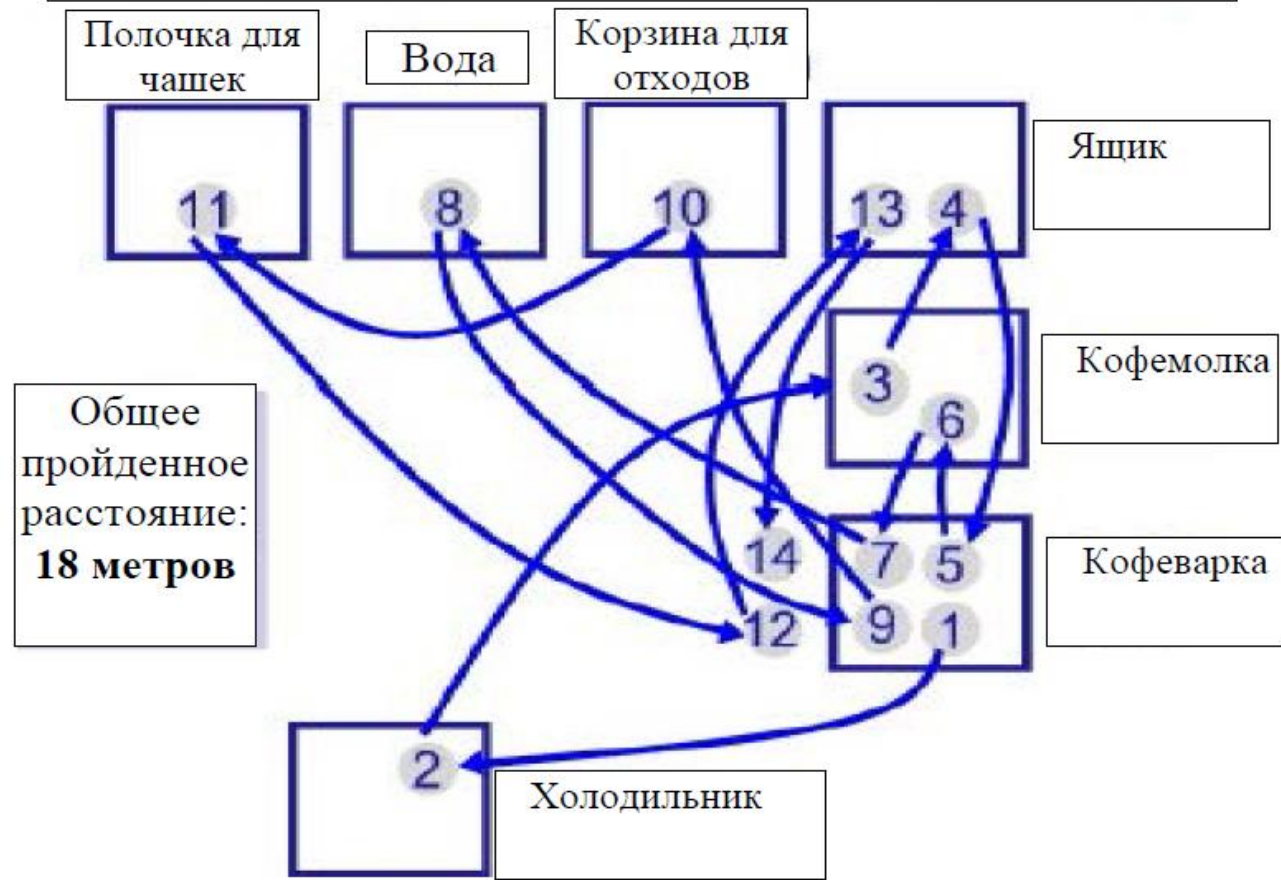 Полочка для
чашек
Вода
Корзина для
отходов
11
8
10
13 4
Ящик
3
6
Кофемолка
Общее
пройденное
расстояние:
18 метров
14
7 5
12
9 1
Кофеварка
2
Холодильник